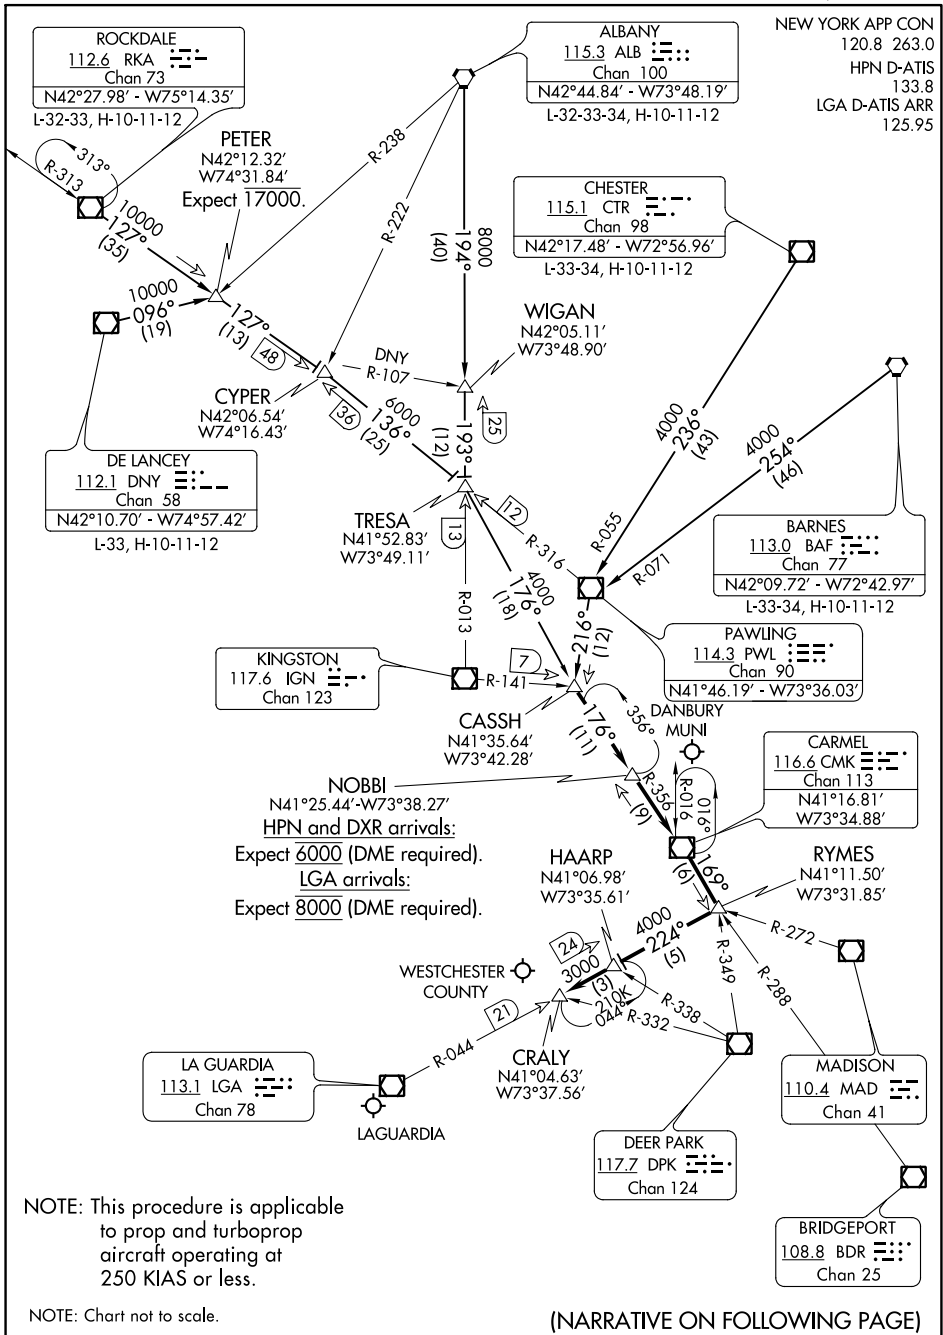 NEW YORK APP CON
120.8 263.0
HPN D-ATIS
133.8
LGA D-ATIS ARR
125.95
ROCKDALE
112.6 RKA
Chan 73
N42°27.98' - W75°14.35'
L-32-33, H-10-11-12
ALBANY
115.3 ALB
Chan 100
N42°44.84' - W73°48.19'
L-32-33-34, H-10-11-12
PETER
N42°12.32'
W74°31.84'
Expect 17000.
R-313
313°
10000
127°
(35)
R-238
R-222
8000
194°
(40)
CHESTER
115.1 CTR
Chan 98
N42°17.48' - W72°56.96'
L-33-34, H-10-11-12
10000
096°
(19)
127°
(13)
48
WIGAN
N42°05.11'
W73°48.90'
DNY
R-107
CYPER
N42°06.54'
W74°16.43'
36
6000
136°
(25)
193°
(12)
25
4000
236°
(43)
4000
254°
(46)
DE LANCEY
112.1 DNY
Chan 58
N42°10.70' - W74°57.42'
L-33, H-10-11-12
TRESA
N41°52.83'
W73°49.11'
13
12
R-316
R-055
R-071
BARNES
113.0 BAF
Chan 77
N42°09.72' - W72°42.97'
L-33-34, H-10-11-12
R-013
4000
176°
(18)
216°
(12)
PAWLING
114.3 PWL
Chan 90
N41°46.19' - W73°36.03'
KINGSTON
117.6 IGN
Chan 123
R-141
7
CASSH
N41°35.64'
W73°42.28'
176°
(11)
356°
DANBURY
MUNI
NOBBI
N41°25.44'-W73°38.27'
HPN and DXR arrivals:
Expect 6000 (DME required).
LGA arrivals:
Expect 8000 (DME required).
R-356
(9)
R-016
016°
CARMEL
116.6 CMK
Chan 113
N41°16.81'
W73°34.88'
HAARP
N41°06.98'
W73°35.61'
169°
(6)
RYMES
N41°11.50'
W73°31.85'
4000
224°
(5)
24
3000
(3)
210K
044°
WESTCHESTER
COUNTY
R-272
R-349
R-288
R-338
R-332
21
R-044
CRALY
N41°04.63'
W73°37.56'
LA GUARDIA
113.1 LGA
Chan 78
LAGUARDIA
MADISON
110.4 MAD
Chan 41
DEER PARK
117.7 DPK
Chan 124
BRIDGEPORT
108.8 BDR
Chan 25
NOTE: This procedure is applicable
to prop and turboprop
aircraft operating at
250 KIAS or less.
NOTE: Chart not to scale.
(NARRATIVE ON FOLLOWING PAGE)